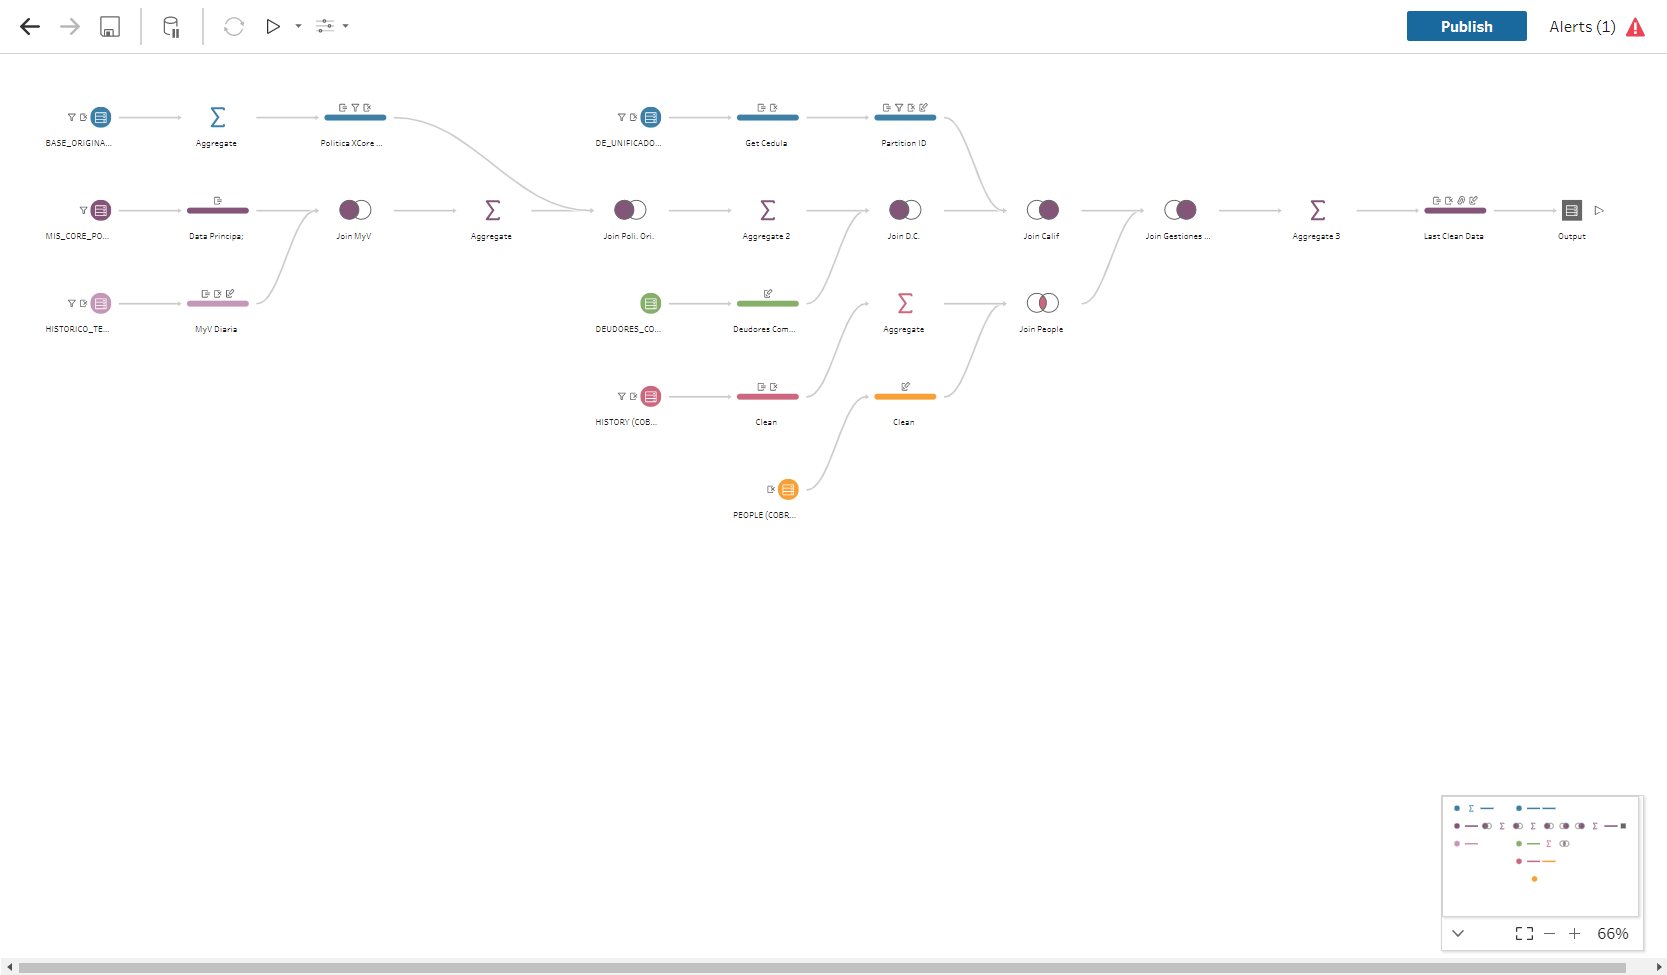 Publish
Alerts (1)
BASE_ORIGINA...
Aggregate
Politica XCore ...
DE_UNIFICADO...
Get Cedula
Partition ID
MIS_CORE_PO...
Data Principa;
Join MyV
Aggregate
Join Poli. Ori.
Aggregate 2
Join D.C.
Join Calif
Join Gestiones ...
Aggregate 3
Last Clean Data
Output
HISTORICO_TE...
MyV Diaria
DEUDORES_CO...
Deudores Com...
Aggregate
Join People
HISTORY (COB...
Clean
Clean
PEOPLE (COBR...
66%